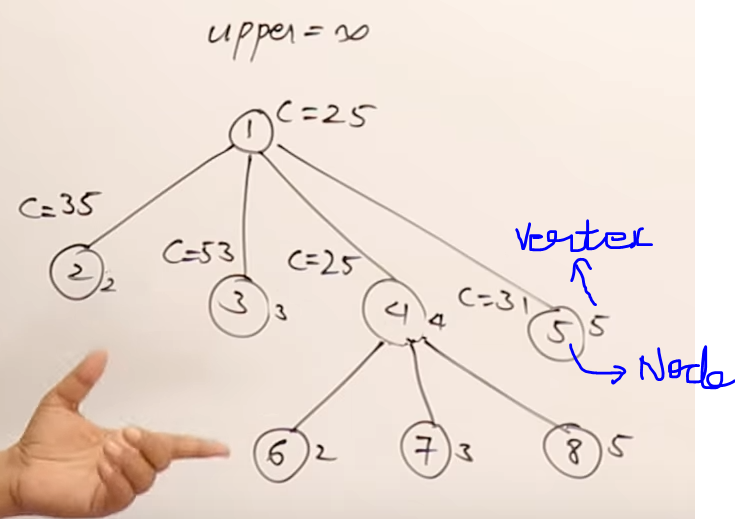 upper = ∞
1 C=25
C=35
2 2
C=53
3 3
C=25
4 4
C=31
5 5
Vertex
Node
6 2
7 3
8 5